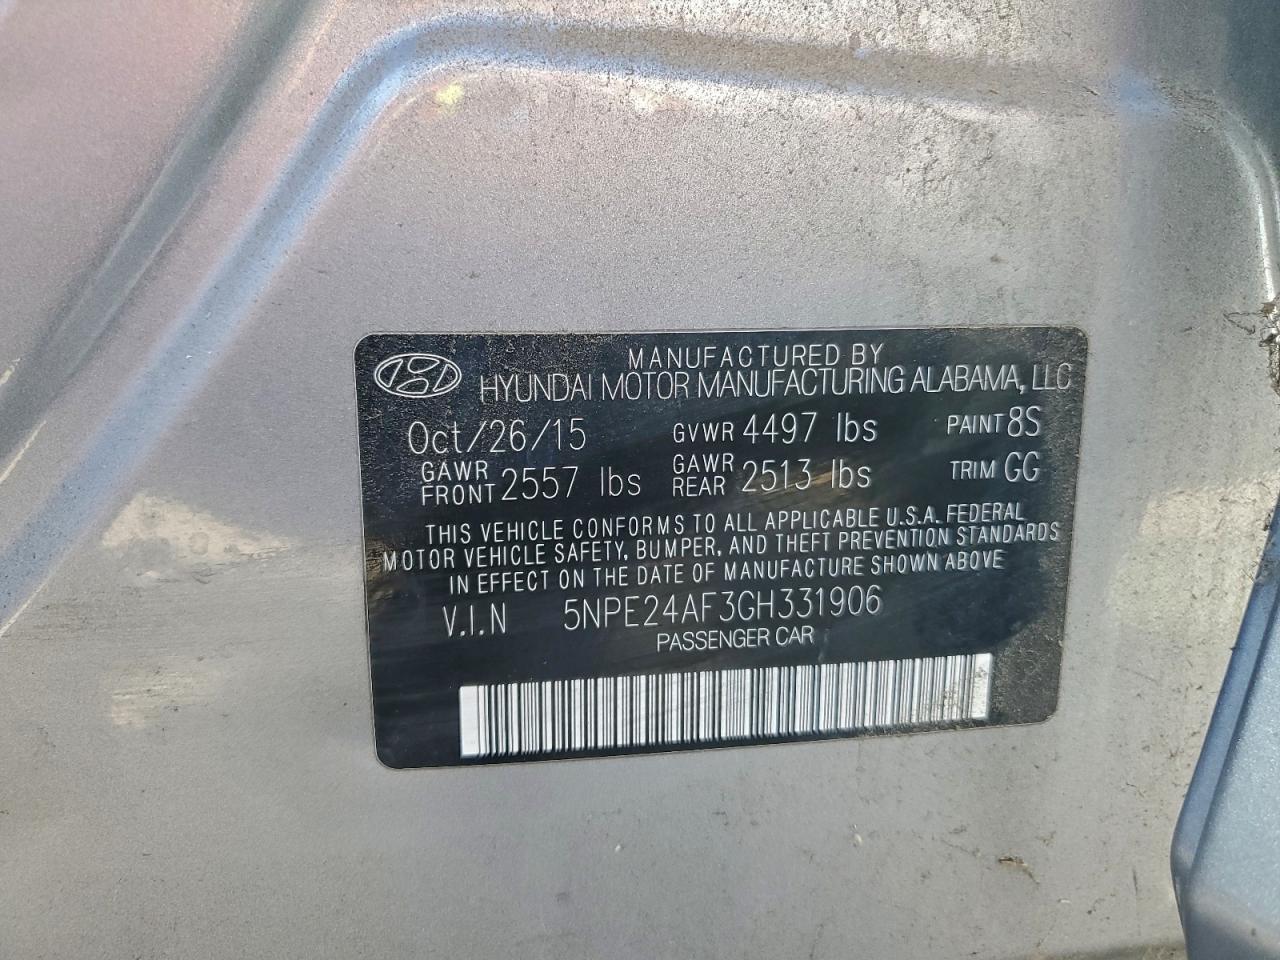 MANUFACTURED BY
HYUNDAI MOTOR MANUFACTURING ALABAMA, LLC
Oct/26/15 GVWR 4497 lbs PAINT 8S
GAWR FRONT 2557 lbs GAWR REAR 2513 lbs TRIM GG
THIS VEHICLE CONFORMS TO ALL APPLICABLE U.S.A. FEDERAL
MOTOR VEHICLE SAFETY, BUMPER, AND THEFT PREVENTION STANDARDS
IN EFFECT ON THE DATE OF MANUFACTURE SHOWN ABOVE
V.I.N 5NPE24AF3GH331906
PASSENGER CAR